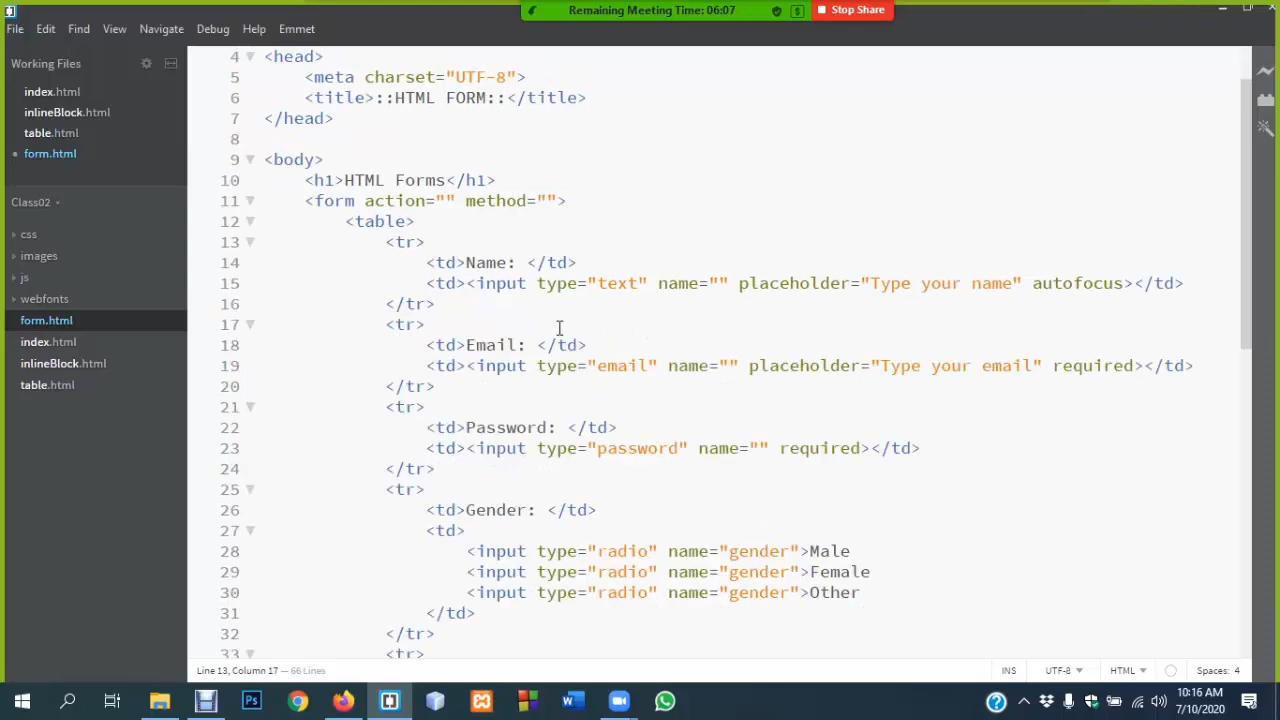 Remaining Meeting Time: 06:07 $ Stop Share
File Edit Find View Navigate Debug Help Emmet
Working Files
index.html
inlineBlock.html
table.html
form.html
Class02
css
images
js
webfonts
form.html
index.html
inlineBlock.html
table.html
4 <head>
5 <meta charset="UTF-8">
6 <title>::HTML FORM::</title>
7 </head>
8
9 <body>
10 <h1>HTML Forms</h1>
11 <form action="" method="">
12 <table>
13 <tr>
14 <td>Name: </td>
15 <td><input type="text" name="" placeholder="Type your name" autofocus></td>
16 </tr>
17 <tr>
18 <td>Email: </td>
19 <td><input type="email" name="" placeholder="Type your email" required></td>
20 </tr>
21 <tr>
22 <td>Password: </td>
23 <td><input type="password" name="" required></td>
24 </tr>
25 <tr>
26 <td>Gender: </td>
27 <td>
28 <input type="radio" name="gender">Male
29 <input type="radio" name="gender">Female
30 <input type="radio" name="gender">Other
31 </td>
32 </tr>
33 <tr>
Line 13, Column 17 — 66 Lines INS UTF-8 HTML Spaces: 4
Ps W
10:16 AM
7/10/2020